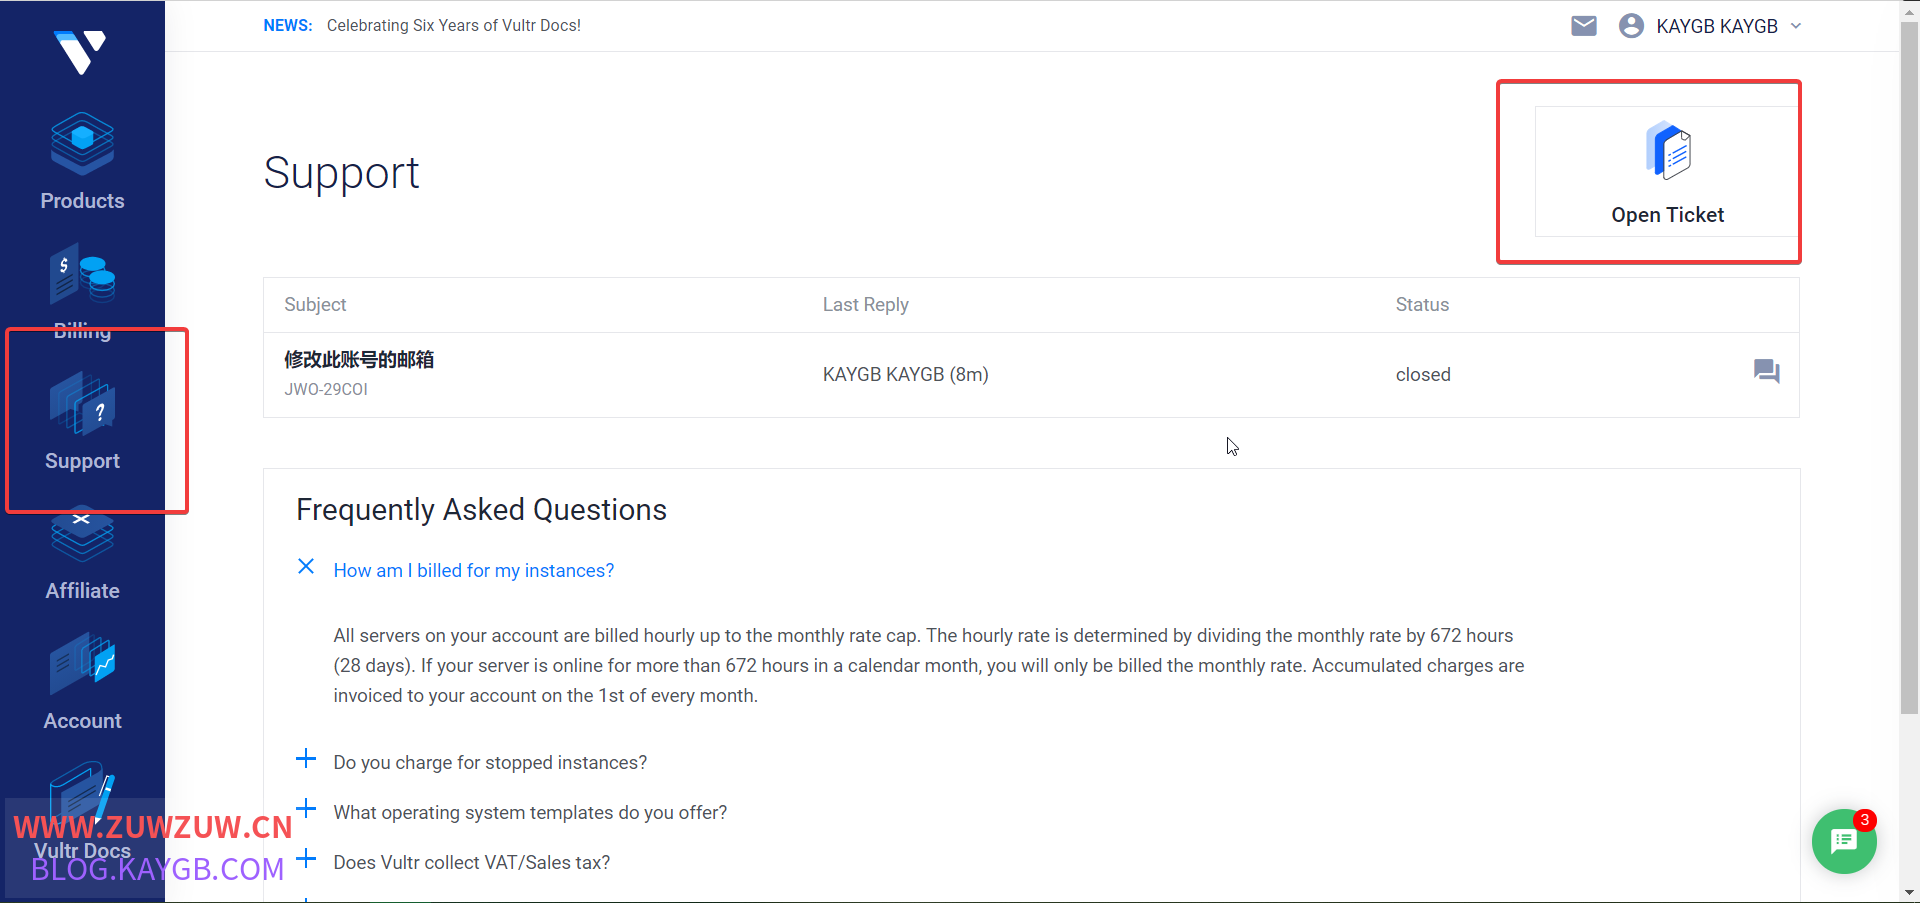 NEWS: Celebrating Six Years of Vultr Docs!
KAYGB KAYGB
Products
$
Billing
?
Support
Affiliate
Account
Vultr Docs
Support
Open Ticket
Subject Last Reply Status
修改此账号的邮箱
JWO-29COI
KAYGB KAYGB (8m)
closed
Frequently Asked Questions
How am I billed for my instances?
All servers on your account are billed hourly up to the monthly rate cap. The hourly rate is determined by dividing the monthly rate by 672 hours
(28 days). If your server is online for more than 672 hours in a calendar month, you will only be billed the monthly rate. Accumulated charges are
invoiced to your account on the 1st of every month.
Do you charge for stopped instances?
What operating system templates do you offer?
Does Vultr collect VAT/Sales tax?
3
WWW.ZUWZUW.CN
BLOG.KAYGB.COM